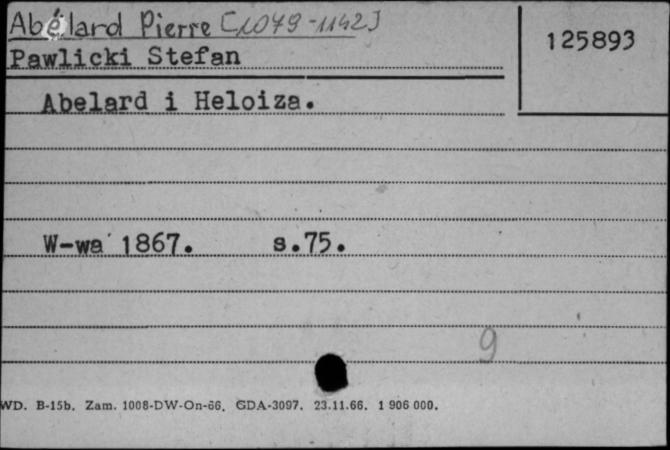 Abélard Pierre [1079-1142]
125893
Pawlicki Stefan
Abelard i Heloiza.
W-wa 1867. s.75.
9
WD. B-15b. Zam. 1008-DW-On-66. GDA-3097. 23.11.66. 1 906 000.